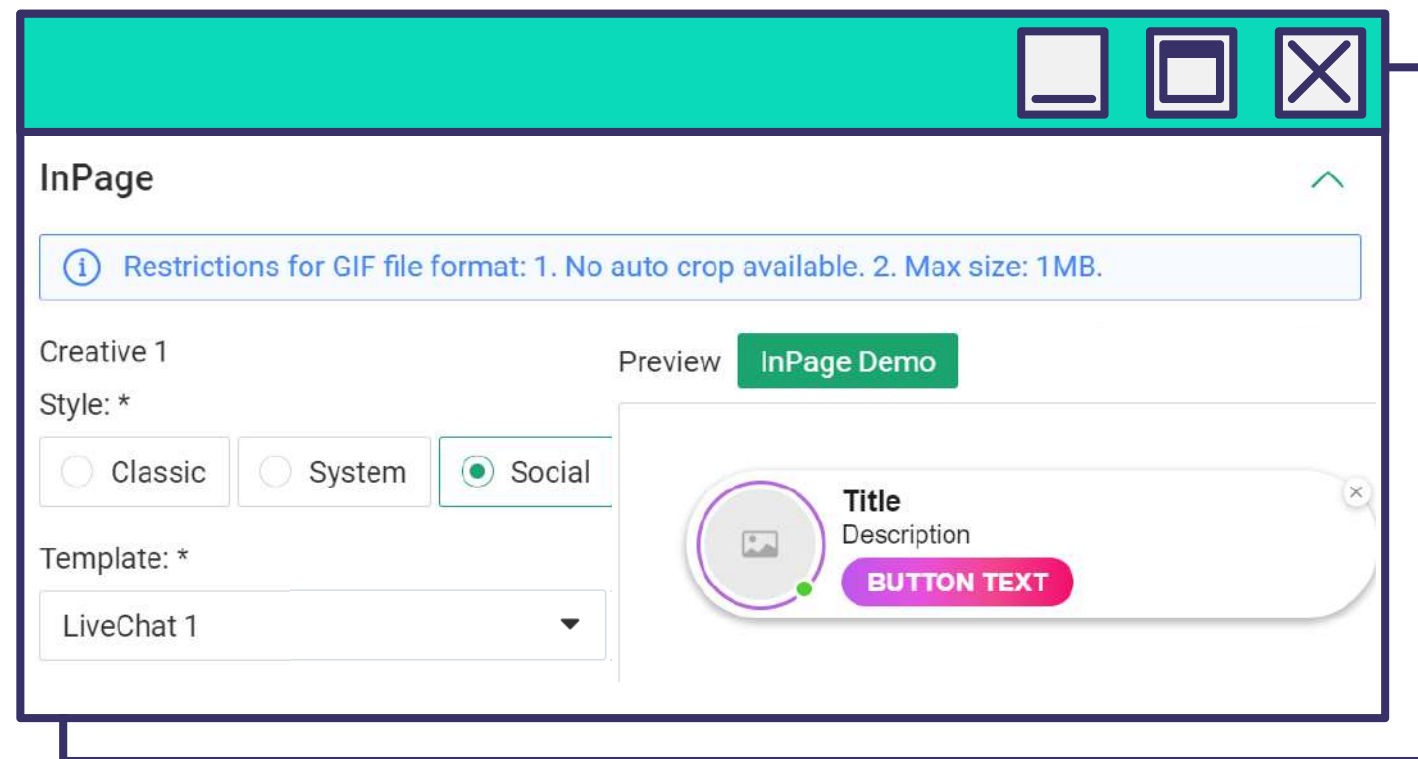 InPage
Restrictions for GIF file format: 1. No auto crop available. 2. Max size: 1MB.
Creative 1
Style: *
Classic
System
Social
Template: *
LiveChat 1
Preview
InPage Demo
Title
Description
BUTTON TEXT